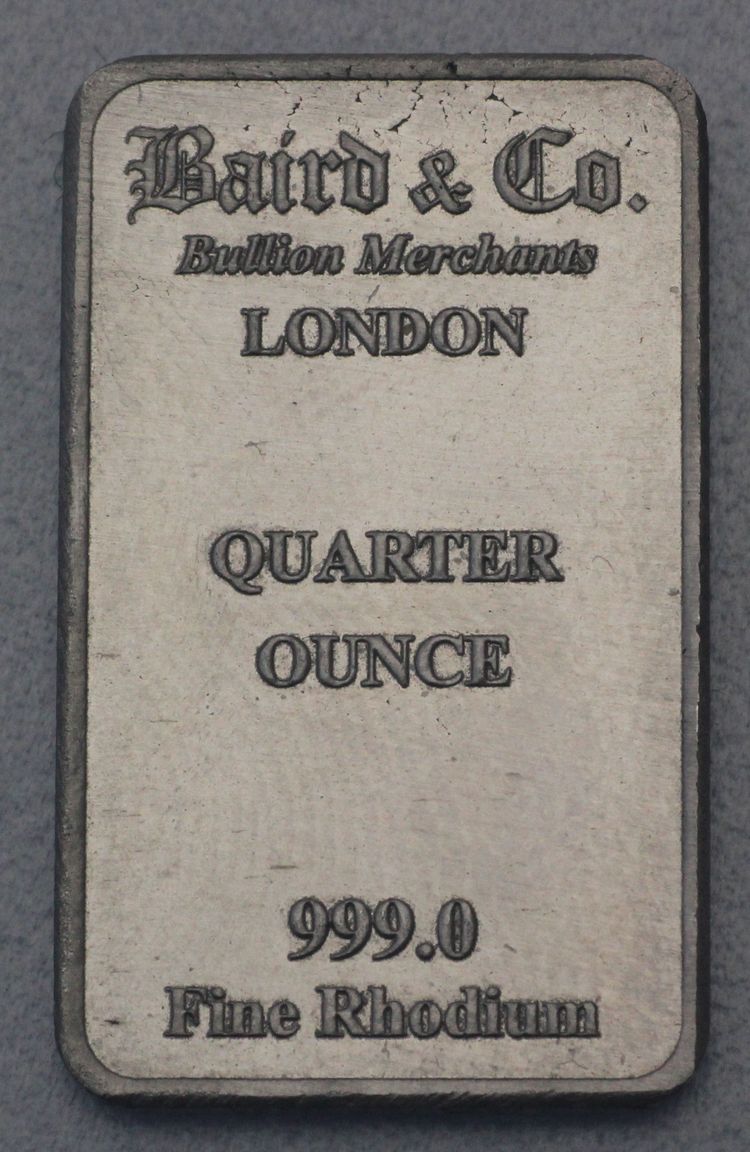 Baird & Co.
Bullion Merchants
LONDON
QUARTER
OUNCE
999.0
Fine Rhodium